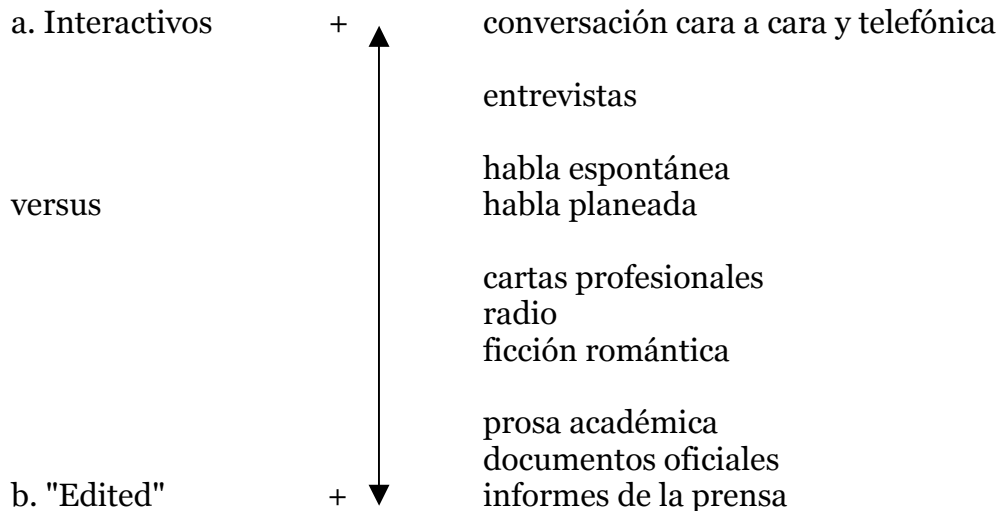 a. Interactivos + conversación cara a cara y telefónica
entrevistas
habla espontánea
versus habla planeada
cartas profesionales
radio
ficción romántica
prosa académica
documentos oficiales
b. "Edited" + informes de la prensa